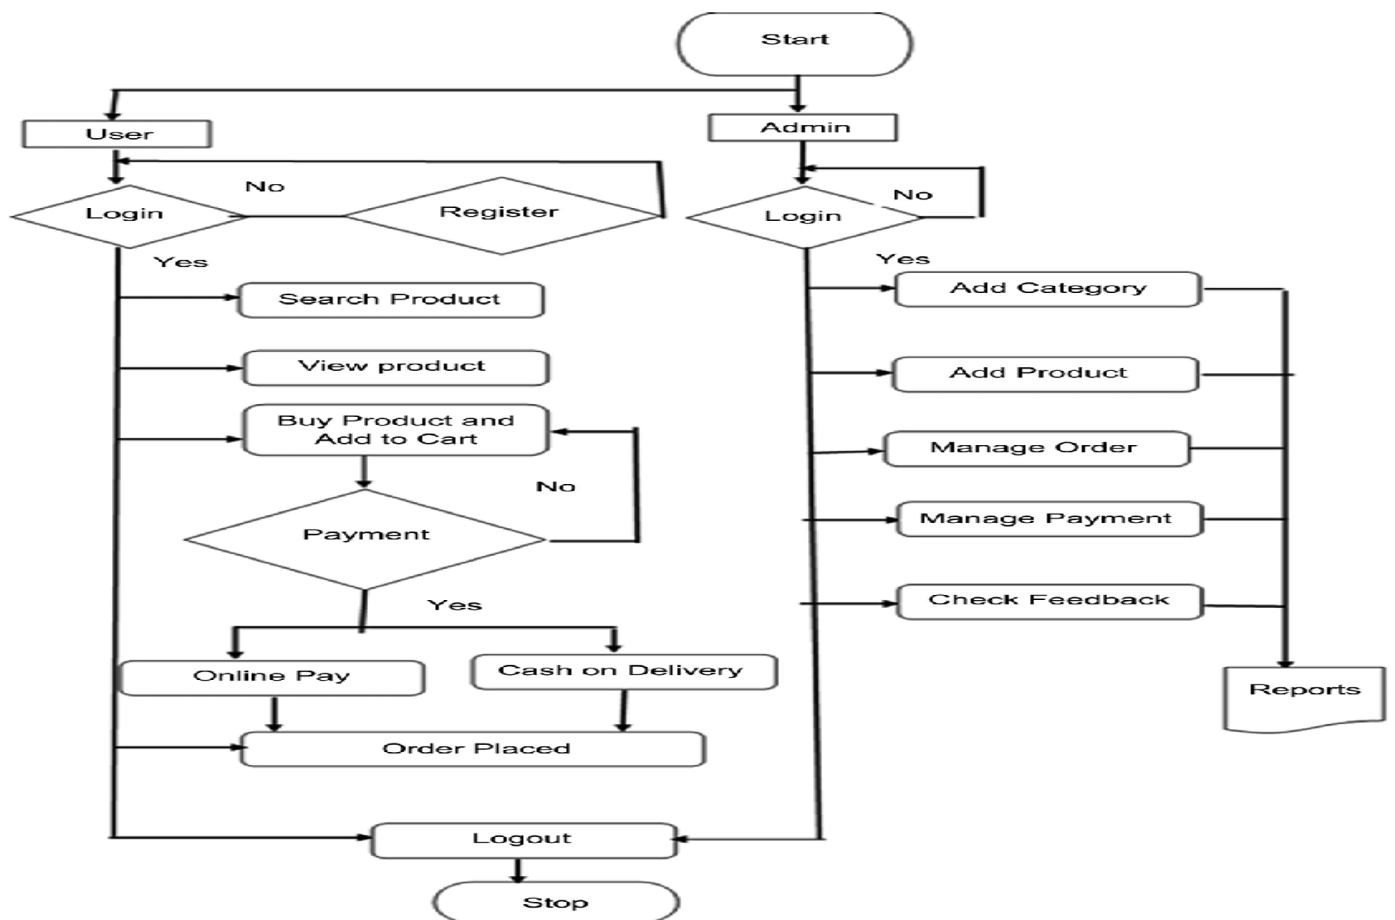 Start
User
Admin
No
Login
Register
No
Login
Yes
Yes
Search Product
Add Category
View product
Add Product
Buy Product and
Add to Cart
Manage Order
No
Payment
Manage Payment
Yes
Check Feedback
Online Pay
Cash on Delivery
Reports
Order Placed
Logout
Stop